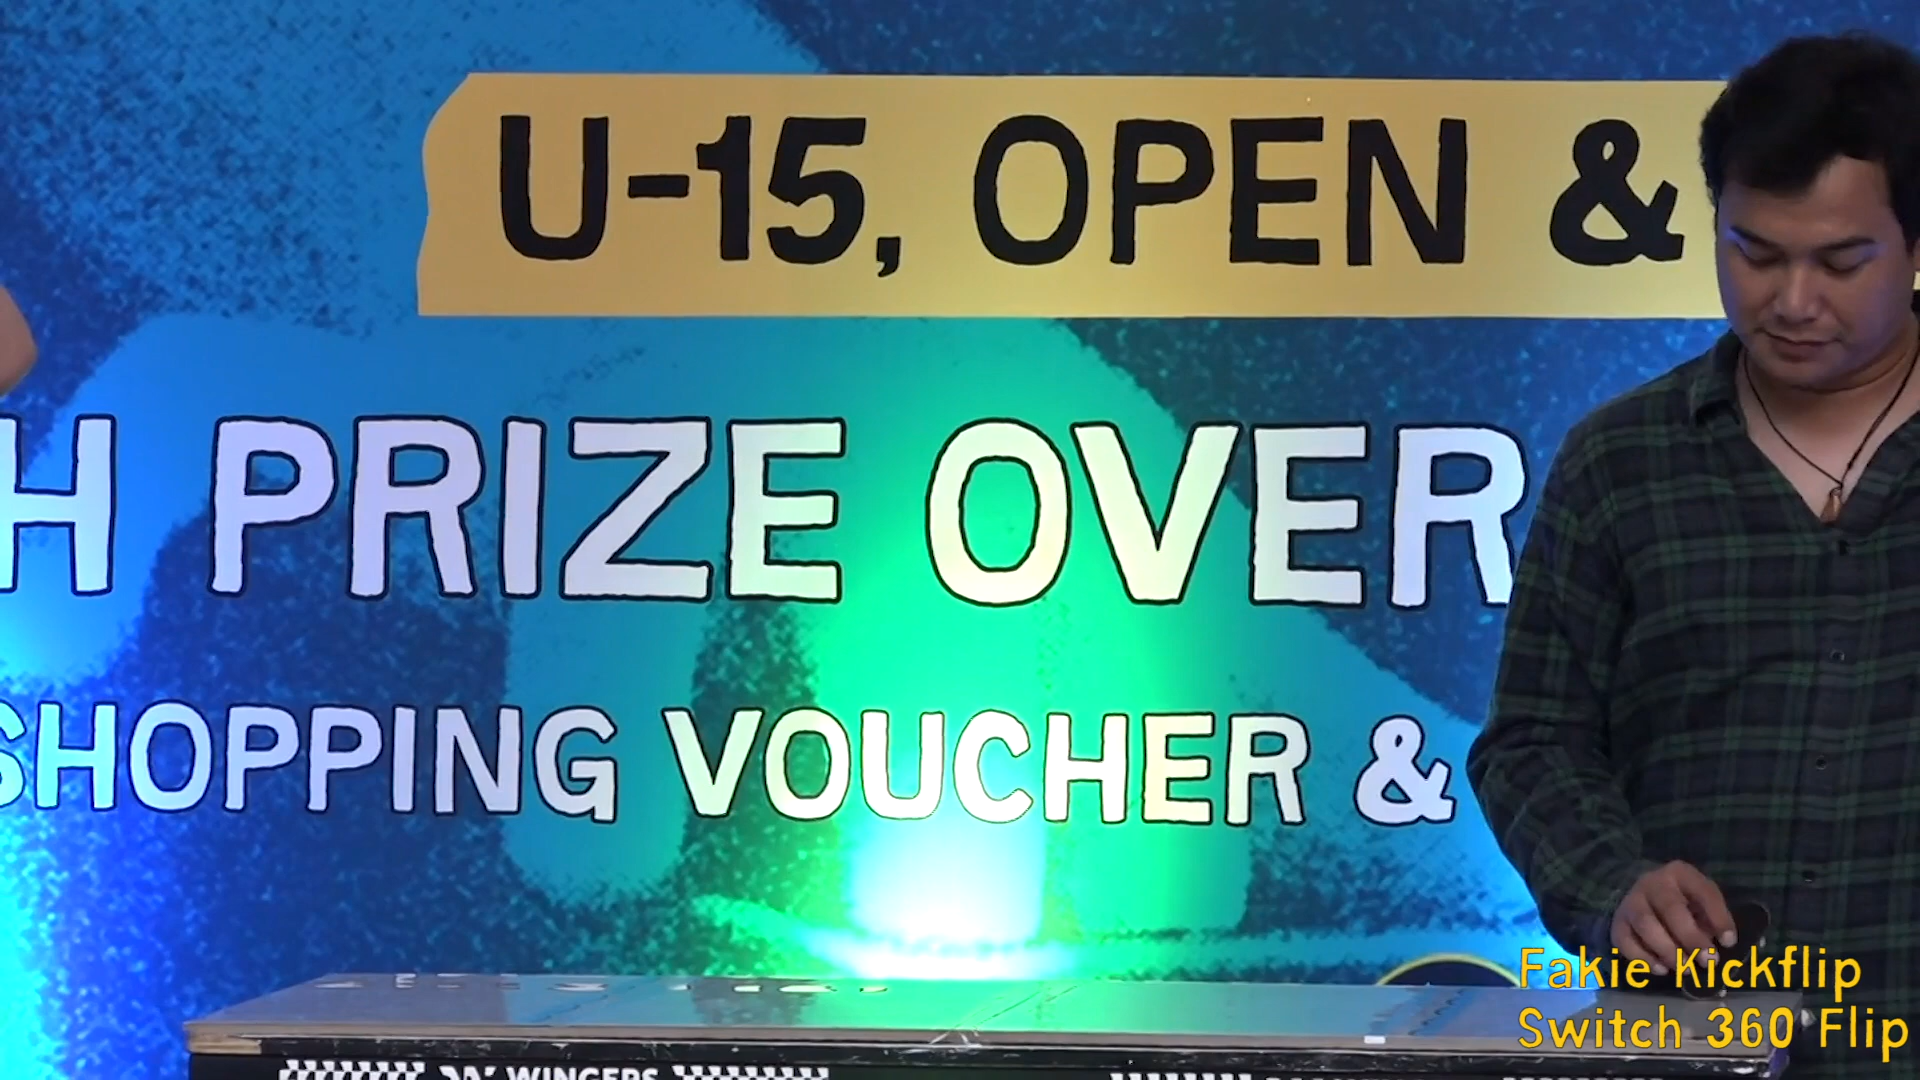 U-15, OPEN &
H PRIZE OVER
SHOPPING VOUCHER &
Fakie Kickflip
Switch 360 Flip
WINGERS